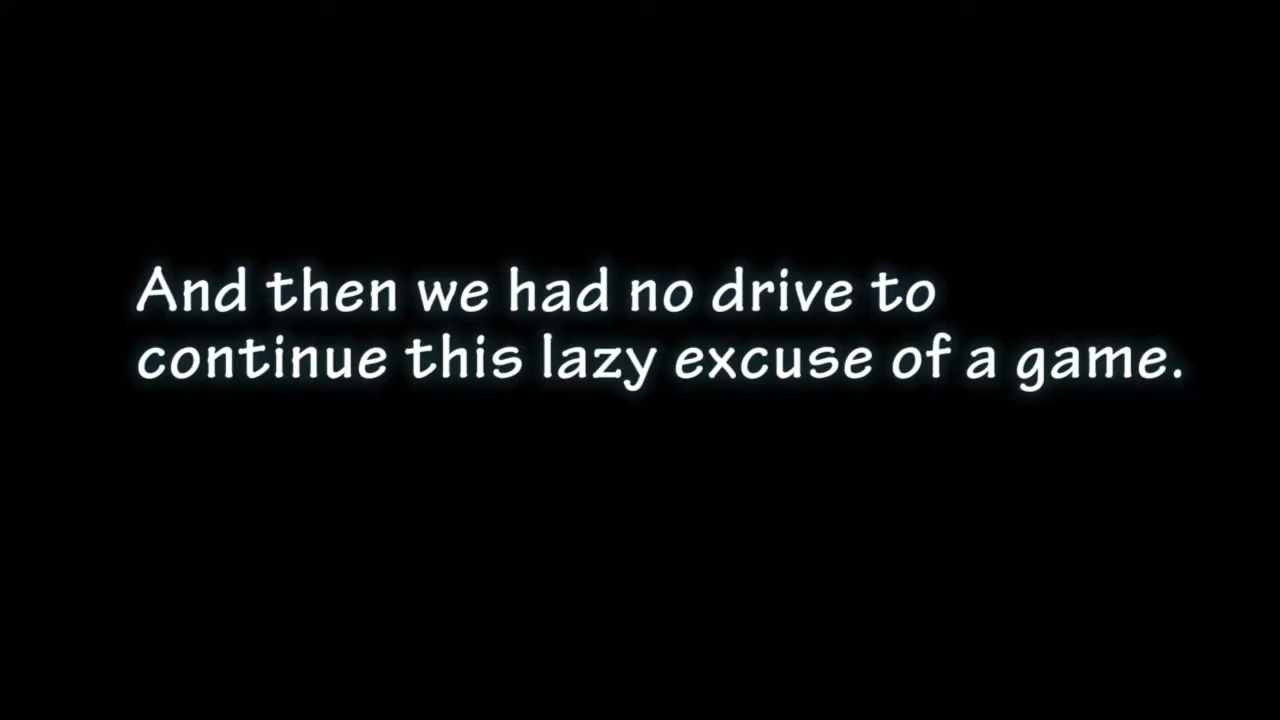 And then we had no drive to
continue this lazy excuse of a game.